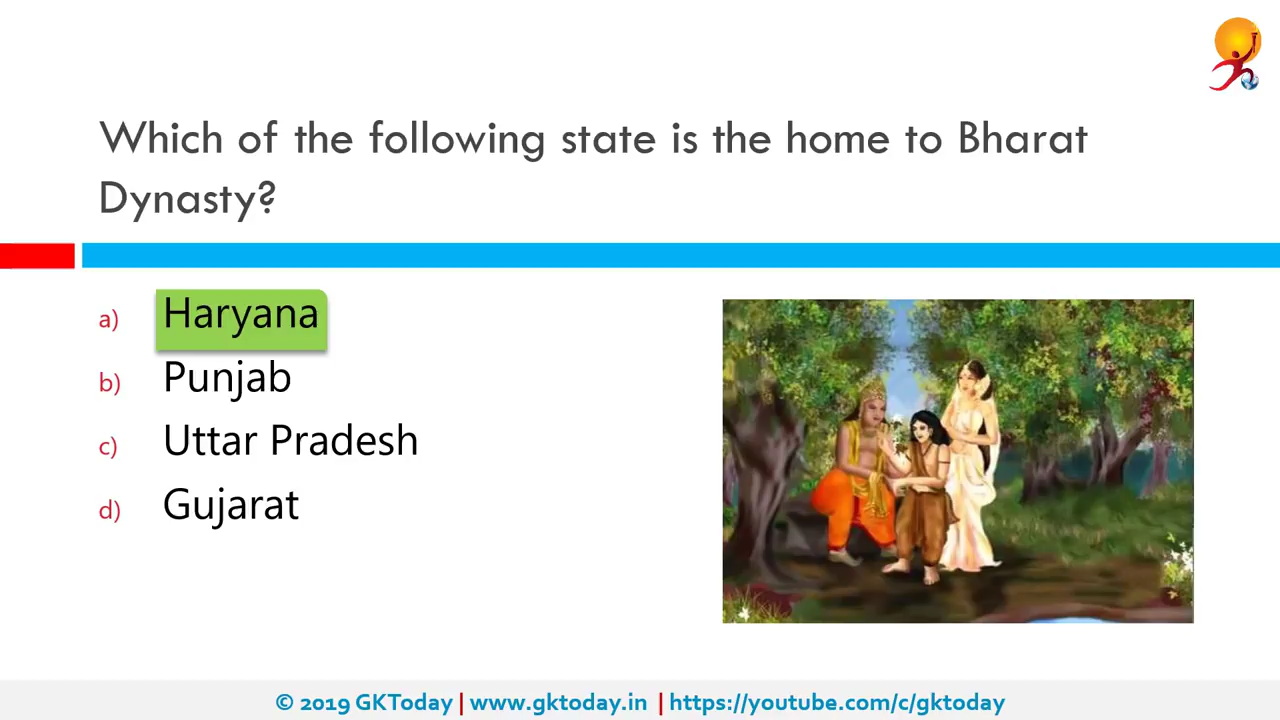 Which of the following state is the home to Bharat
Dynasty?
a) Haryana
b) Punjab
c) Uttar Pradesh
d) Gujarat
© 2019 GKToday | www.gktoday.in | https://youtube.com/c/gktoday